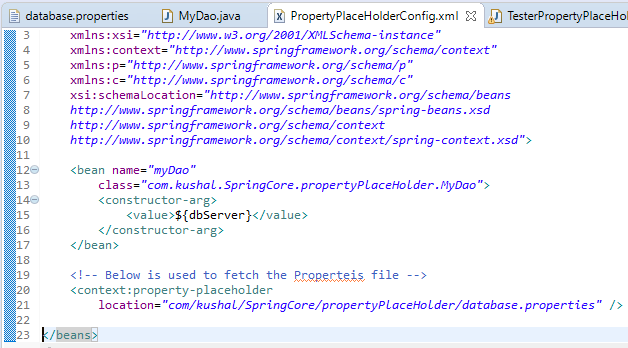 database.properties MyDao.java PropertyPlaceHolderConfig.xml TesterPropertyPlaceHol
3 xmlns:xsi="http://www.w3.org/2001/XMLSchema-instance"
4 xmlns:context="http://www.springframework.org/schema/context"
5 xmlns:p="http://www.springframework.org/schema/p"
6 xmlns:c="http://www.springframework.org/schema/c"
7 xsi:schemaLocation="http://www.springframework.org/schema/beans
8 http://www.springframework.org/schema/beans/spring-beans.xsd
9 http://www.springframework.org/schema/context
10 http://www.springframework.org/schema/context/spring-context.xsd">
11
12 <bean name="myDao"
13 class="com.kushal.SpringCore.propertyPlaceHolder.MyDao">
14 <constructor-arg>
15 <value>${dbServer}</value>
16 </constructor-arg>
17 </bean>
18
19 <!-- Below is used to fetch the Properteis file -->
20 <context:property-placeholder
21 location="com/kushal/SpringCore/propertyPlaceHolder/database.properties" />
22
23 </beans>